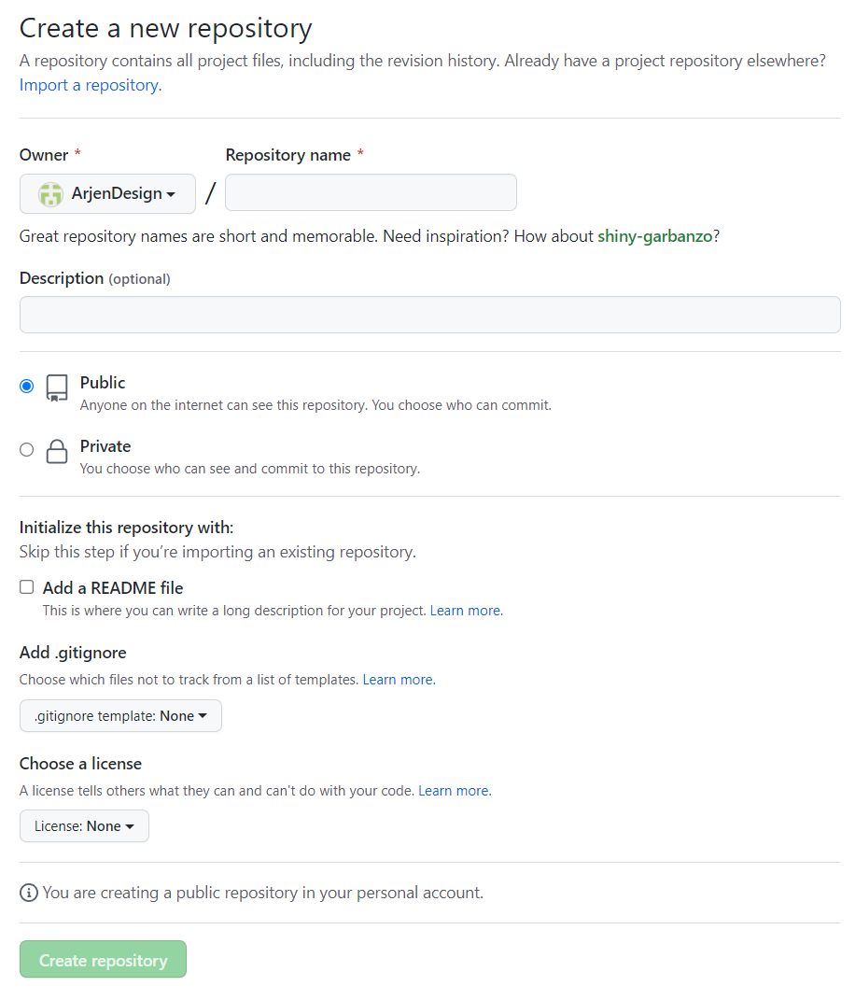 Create a new repository
A repository contains all project files, including the revision history. Already have a project repository elsewhere?
Import a repository.
Owner * Repository name *
ArjenDesign /
Great repository names are short and memorable. Need inspiration? How about shiny-garbanzo?
Description (optional)
Public
Anyone on the internet can see this repository. You choose who can commit.
Private
You choose who can see and commit to this repository.
Initialize this repository with:
Skip this step if you’re importing an existing repository.
Add a README file
This is where you can write a long description for your project. Learn more.
Add .gitignore
Choose which files not to track from a list of templates. Learn more.
.gitignore template: None
Choose a license
A license tells others what they can and can't do with your code. Learn more.
License: None
You are creating a public repository in your personal account.
Create repository